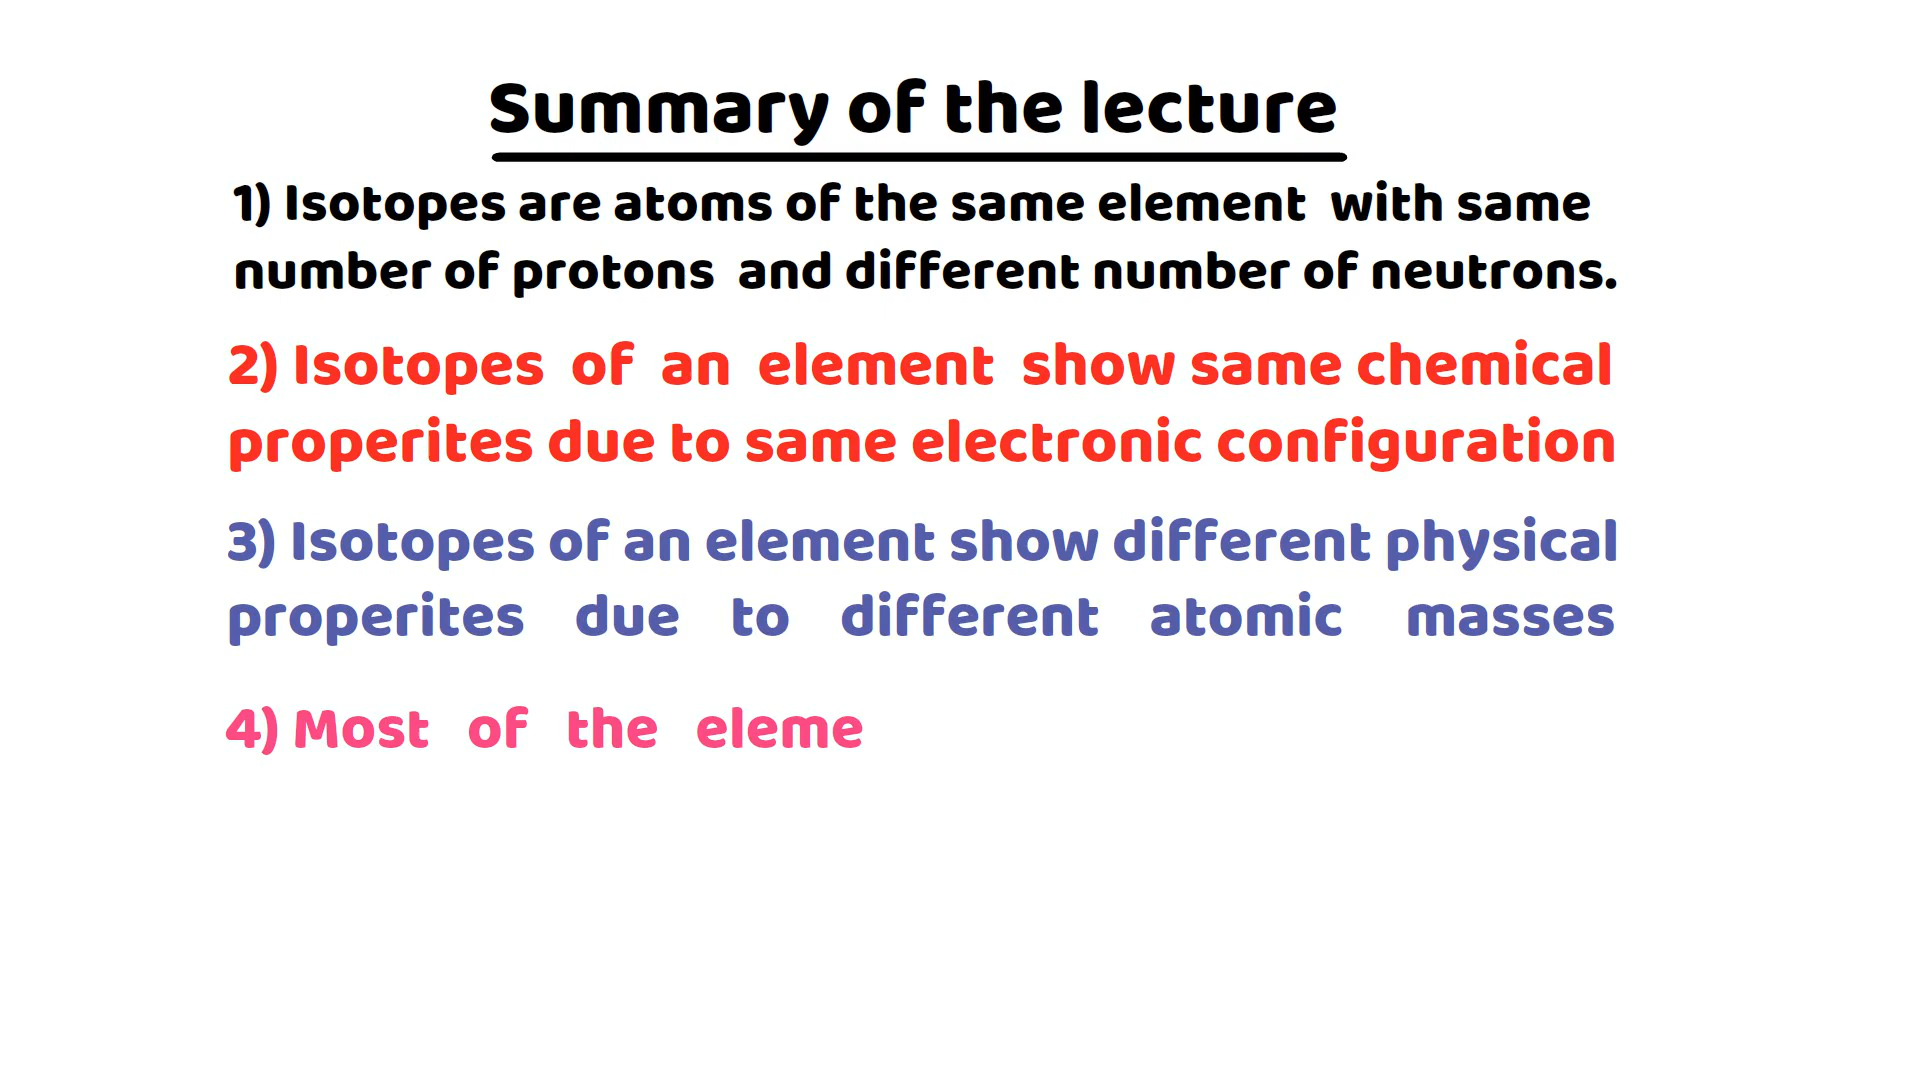 Summary of the lecture
1) Isotopes are atoms of the same element with same
number of protons and different number of neutrons.
2) Isotopes of an element show same chemical
properites due to same electronic configuration
3) Isotopes of an element show different physical
properites due to different atomic masses
4) Most of the eleme